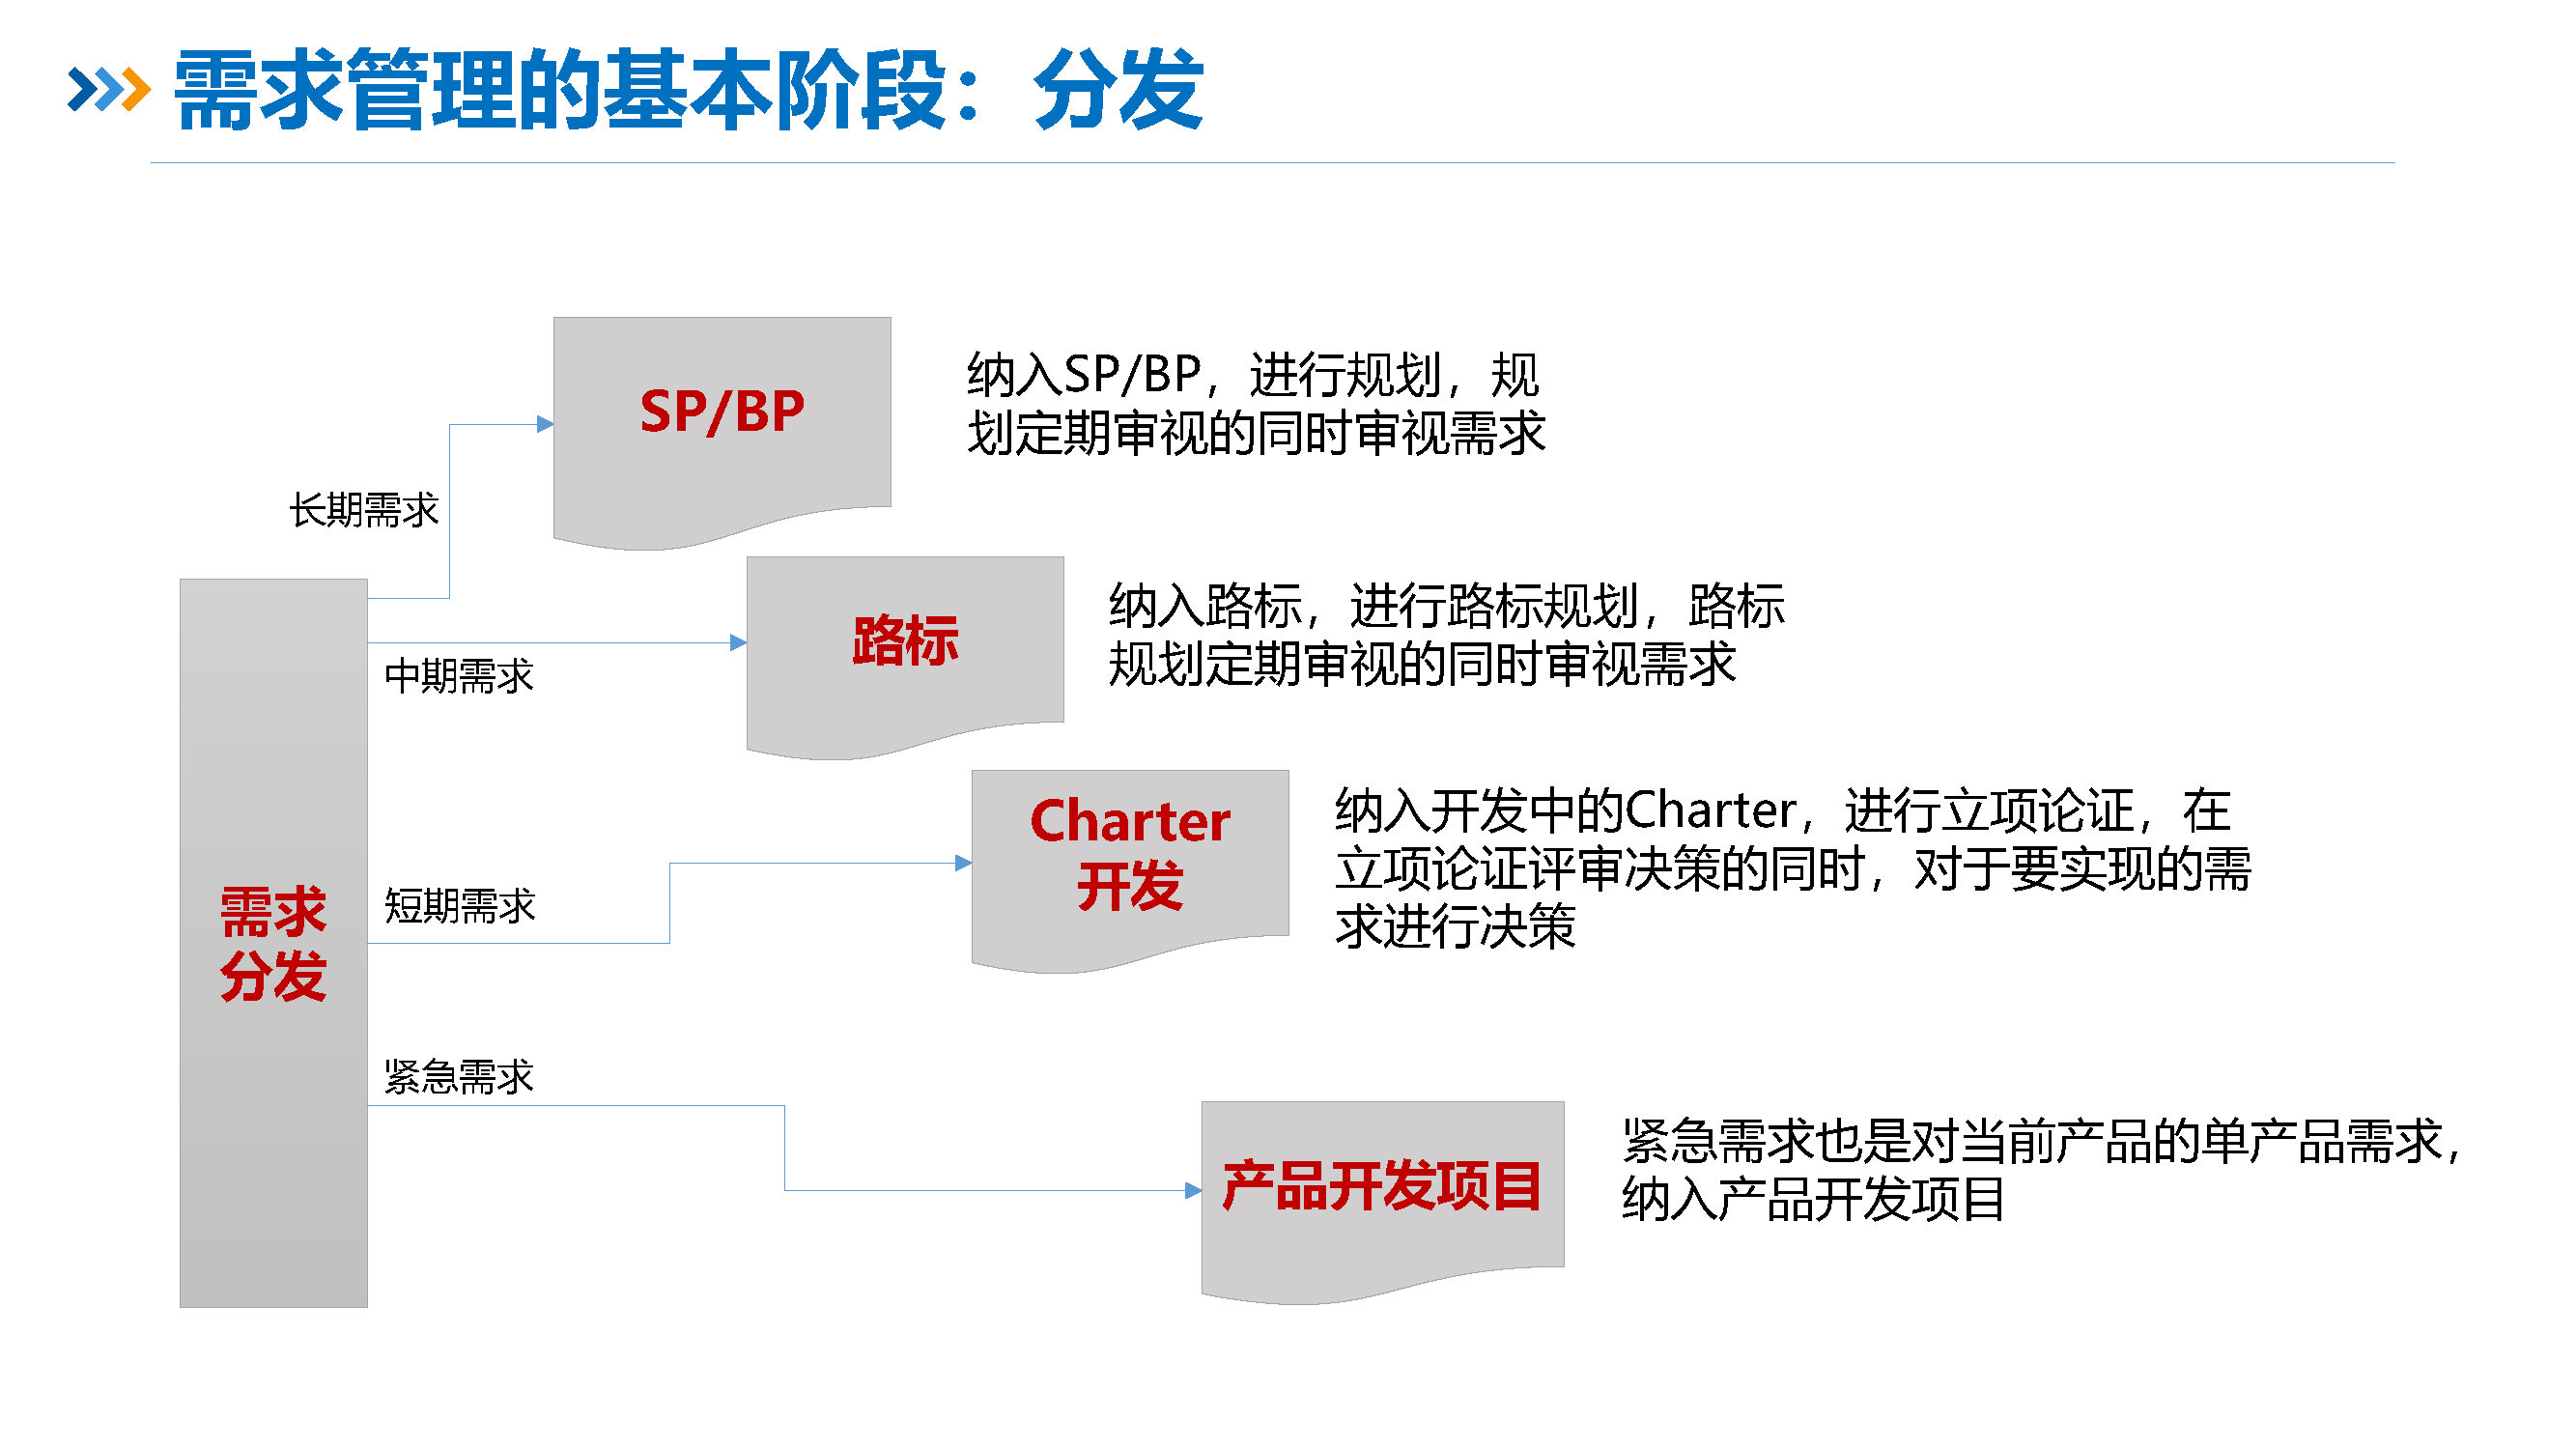 需求管理的基本阶段：分发
SP/BP
纳入SP/BP，进行规划，规
划定期审视的同时审视需求
长期需求
路标
纳入路标，进行路标规划，路标
规划定期审视的同时审视需求
中期需求
Charter
开发
纳入开发中的Charter，进行立项论证，在
立项论证评审决策的同时，对于要实现的需
求进行决策
需求
分发
短期需求
紧急需求
产品开发项目
紧急需求也是对当前产品的单产品需求，
纳入产品开发项目